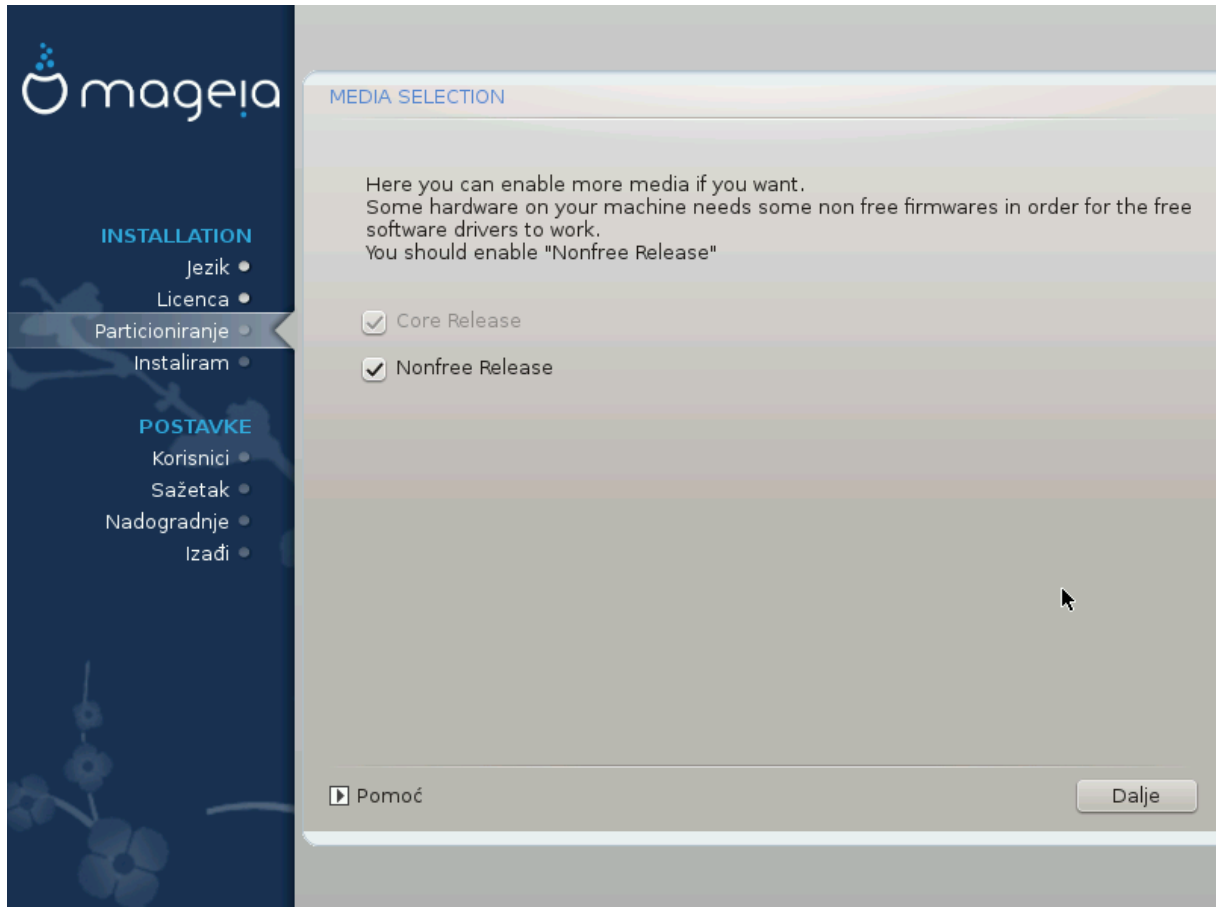 mageia
INSTALLATION
Jezik
Licenca
Particioniranje
Instaliram
POSTAVKE
Korisnici
Sažetak
Nadogradnje
Izađi
MEDIA SELECTION
Here you can enable more media if you want.
Some hardware on your machine needs some non free firmwares in order for the free
software drivers to work.
You should enable "Nonfree Release"
Core Release
Nonfree Release
Pomoć
Dalje